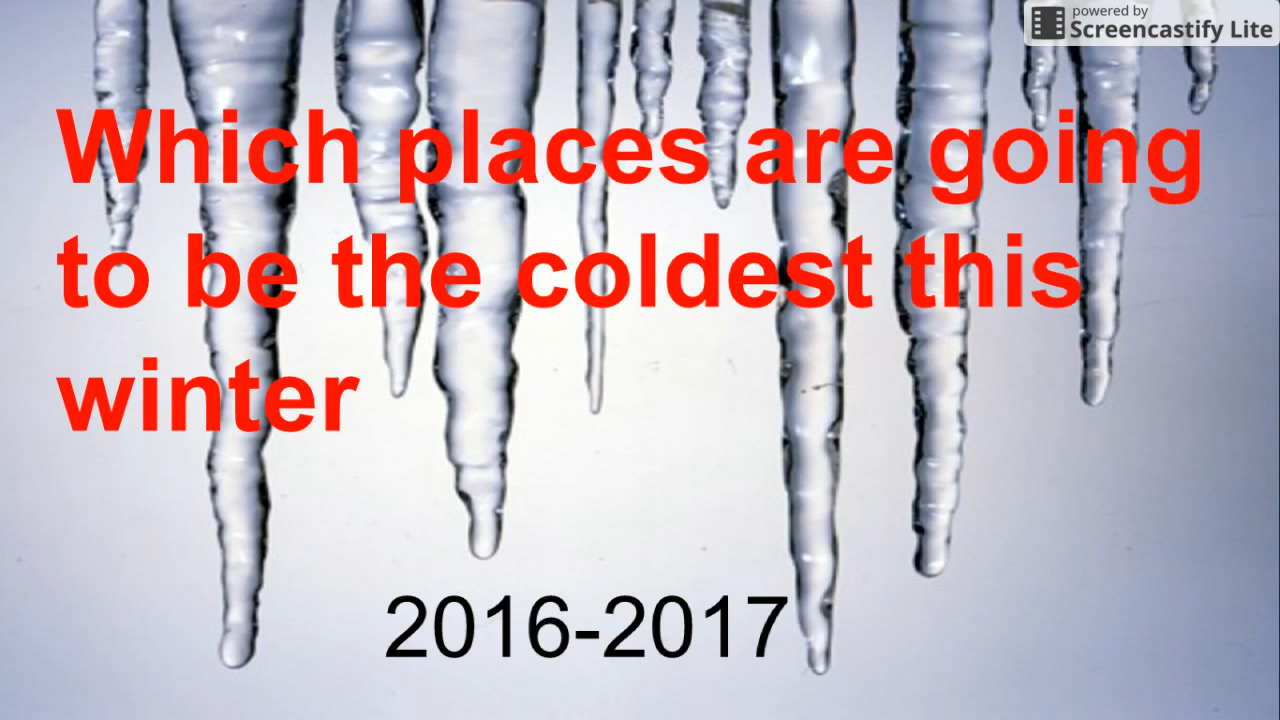 powered by
Screencastify Lite
Which places are going
to be the coldest this
winter
2016-2017